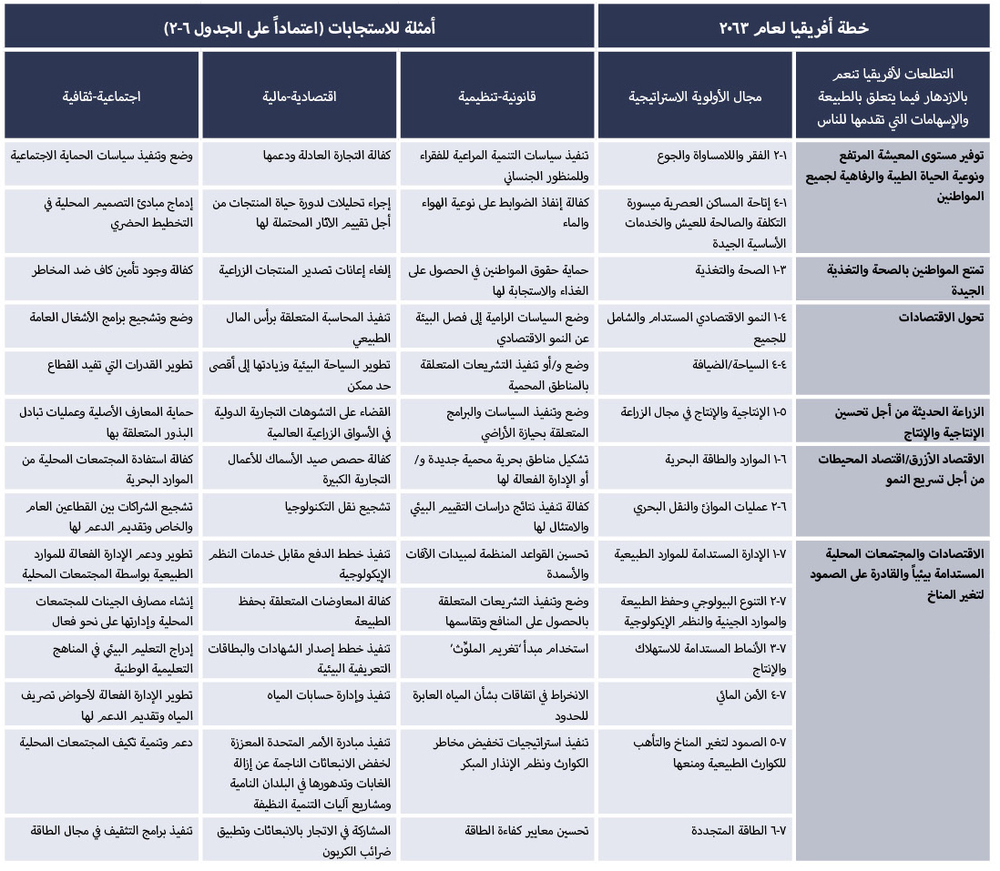 خطة أفريقيا لعام ٢٠٦٣
أمثلة للاستجابات (اعتماداً على الجدول ٦-٢)
التطلعات لأفريقيا تنعم
بالازدهار فيما يتعلق بالطبيعة
والإسهامات التي تقدمها للناس
مجال الأولوية الاستراتيجية
قانونية-تنظيمية
اقتصادية-مالية
اجتماعية-ثقافية
توفير مستوى المعيشة المرتفع
ونوعية الحياة الطيبة والرفاهية لجميع
المواطنين
١-٢ الفقر واللامساواة والجوع
تنفيذ سياسات التنمية المراعية للفقراء
وللمنظور الجنساني
كفالة التجارة العادلة ودعمها
وضع وتنفيذ سياسات الحماية الاجتماعية
١-٤ إتاحة المساكن العصرية ميسورة
التكلفة والصالحة للعيش والخدمات
الأساسية الجيدة
كفالة إنفاذ الضوابط على نوعية الهواء
والماء
إجراء تحليلات لدورة حياة المنتجات من
أجل تقييم الآثار المحتملة لها
إدماج مبادئ التصميم المحلية في
التخطيط الحضري
تمتع المواطنين بالصحة والتغذية
الجيدة
٣-١ الصحة والتغذية
حماية حقوق المواطنين في الحصول على
الغذاء والاستجابة لها
إلغاء إعانات تصدير المنتجات الزراعية
كفالة وجود تأمين كاف ضد المخاطر
تحول الاقتصادات
٤-١ النمو الاقتصادي المستدام والشامل
للجميع
وضع السياسات الرامية إلى فصل البيئة
عن النمو الاقتصادي
تنفيذ المحاسبة المتعلقة برأس المال
الطبيعي
وضع وتشجيع برامج الأشغال العامة
٤-٤ السياحة/الضيافة
وضع و/أو تنفيذ التشريعات المتعلقة
بالمناطق المحمية
تطوير السياحة البيئية وزيادتها إلى أقصى
حد ممكن
تطوير القدرات التي تفيد القطاع
الزراعة الحديثة من أجل تحسين
الإنتاجية والإنتاج
٥-١ الإنتاجية والإنتاج في مجال الزراعة
وضع وتنفيذ السياسات والبرامج
المتعلقة بحيازة الأراضي
القضاء على التشوهات التجارية الدولية
في الأسواق الزراعية العالمية
حماية المعارف الأصلية وعمليات تبادل
البذور المتعلقة بها
الاقتصاد الأزرق/اقتصاد المحيطات
من أجل تسريع النمو
٦-١ الموارد والطاقة البحرية
تشكيل مناطق بحرية محمية جديدة و/
أو الإدارة الفعالة لها
كفالة حصص صيد الأسماك للأعمال
التجارية الكبيرة
كفالة استفادة المجتمعات المحلية من
الموارد البحرية
٦-٢ عمليات الموانئ والنقل البحري
كفالة تنفيذ نتائج دراسات التقييم البيئي
والامتثال لها
تشجيع نقل التكنولوجيا
تشجيع الشراكات بين القطاعين العام
والخاص وتقديم الدعم لها
الاقتصادات والمجتمعات المحلية
المستدامة بيئياً والقادرة على الصمود
لتغير المناخ
٧-١ الإدارة المستدامة للموارد الطبيعية
تحسين القواعد المنظمة لمبيدات الآفات
والأسمدة
تنفيذ خطط الدفع مقابل خدمات النظم
الإيكولوجية
تطوير ودعم الإدارة الفعالة للموارد
الطبيعية بواسطة المجتمعات المحلية
٧-٢ التنوع البيولوجي وحفظ الطبيعة
والموارد الجينية والنظم الإيكولوجية
وضع وتنفيذ التشريعات المتعلقة
بالحصول على المنافع وتقاسمها
كفالة المعاوضات المتعلقة بحفظ
الطبيعة
إنشاء مصارف الجينات للمجتمعات
المحلية وإدارتها على نحو فعال
٧-٣ الأنماط المستدامة للاستهلاك
والإنتاج
استخدام مبدأ ’تغريم الملوِّث‘
تنفيذ خطط إصدار الشهادات والبطاقات
التعريفية البيئية
إدراج التعليم البيئي في المناهج
التعليمية الوطنية
٧-٤ الأمن المائي
الانخراط في اتفاقات بشأن المياه العابرة
للحدود
تنفيذ وإدارة حسابات المياه
تطوير الإدارة الفعالة لأحواض تصريف
المياه وتقديم الدعم لها
٧-٥ الصمود لتغير المناخ والتأهب
للكوارث الطبيعية ومنعها
تنفيذ استراتيجيات تخفيض مخاطر
الكوارث ونظم الإنذار المبكر
تنفيذ مبادرة الأمم المتحدة المعززة
لخفض الانبعاثات الناجمة عن إزالة
الغابات وتدهورها في البلدان النامية
ومشاريع آليات التنمية النظيفة
دعم وتنمية تكيف المجتمعات المحلية
٧-٦ الطاقة المتجددة
تحسين معايير كفاءة الطاقة
المشاركة في الاتجار بالانبعاثات وتطبيق
ضرائب الكربون
تنفيذ برامج التثقيف في مجال الطاقة